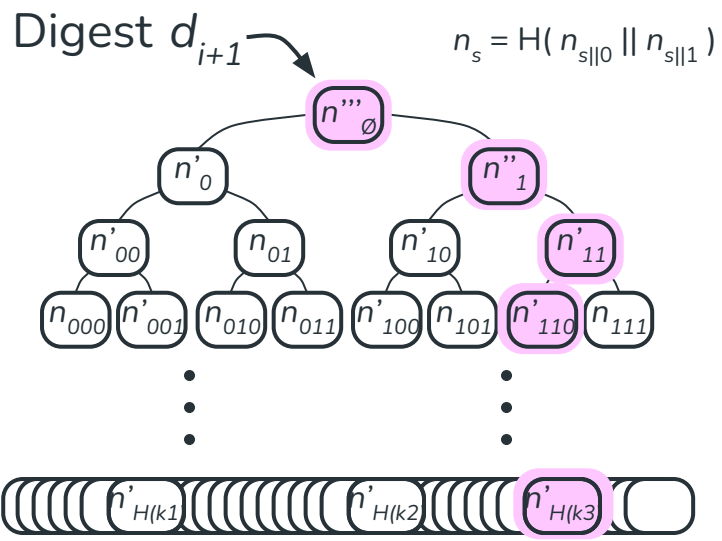 Digest d_{i+1}
n_s = H( n_{s||0} || n_{s||1} )
n’’’_Ø
n’_0
n’’_1
n’_00
n_01
n’_10
n’_11
n_000
n’_001
n_010
n_011
n’_100
n_101
n’_110
n_111
n’_H(k1)
n’_H(k2)
n’_H(k3)